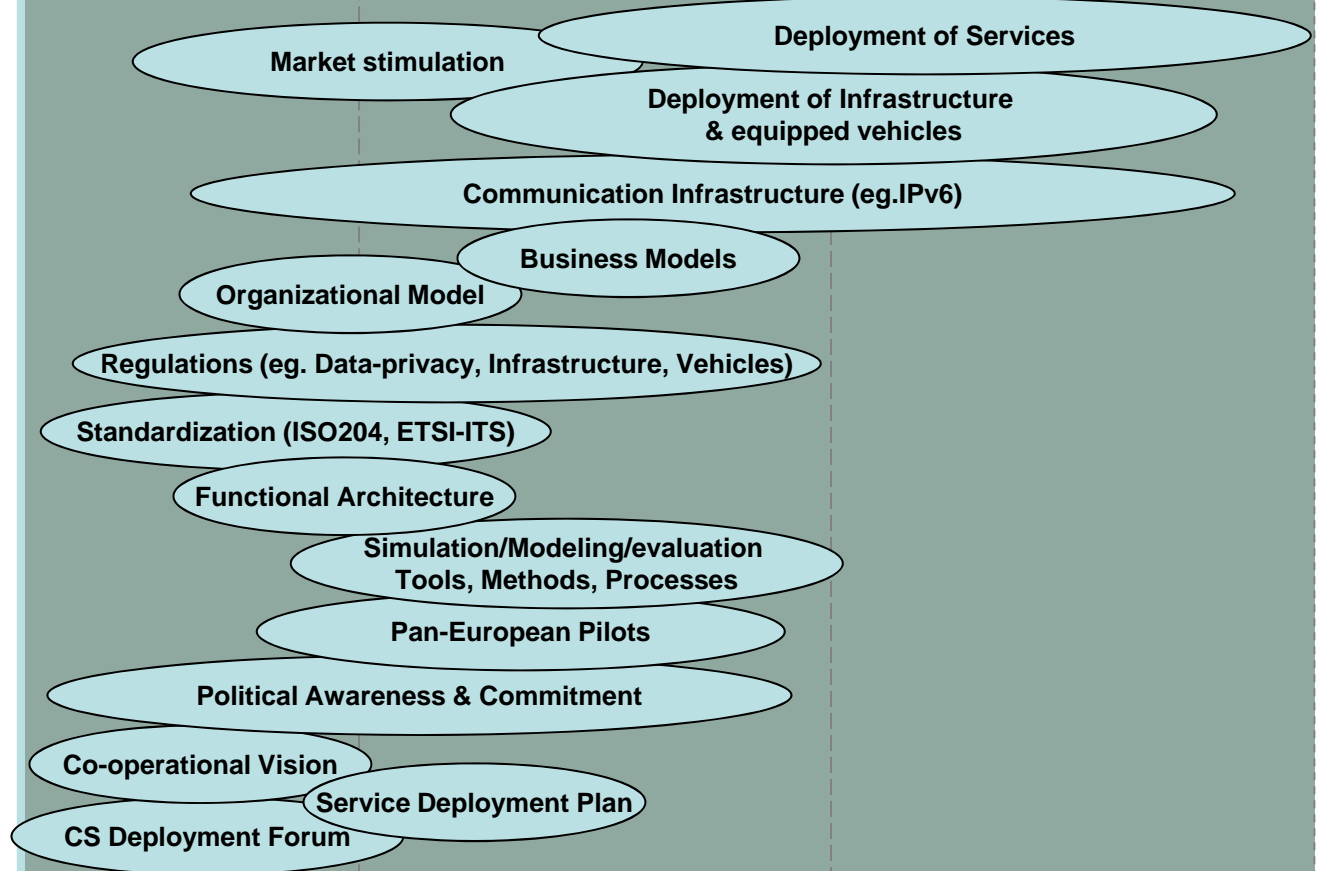 Deployment of Services
Market stimulation
Deployment of Infrastructure
& equipped vehicles
Communication Infrastructure (eg.IPv6)
Business Models
Organizational Model
Regulations (eg. Data-privacy, Infrastructure, Vehicles)
Standardization (ISO204, ETSI-ITS)
Functional Architecture
Simulation/Modeling/evaluation
Tools, Methods, Processes
Pan-European Pilots
Political Awareness & Commitment
Co-operational Vision
Service Deployment Plan
CS Deployment Forum